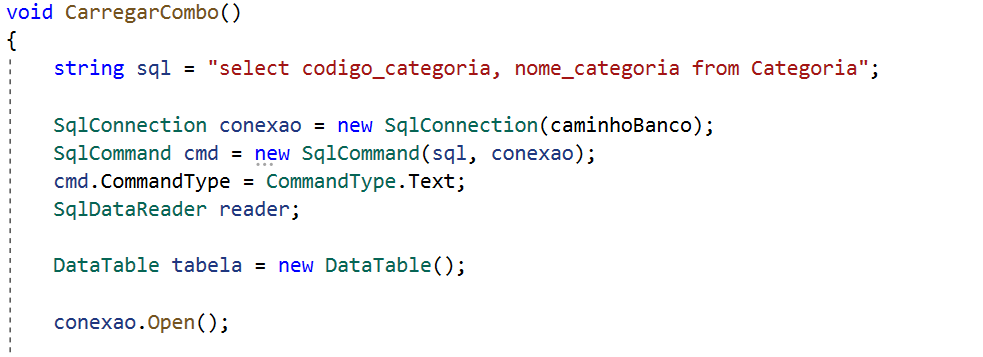 void CarregarCombo()
{
string sql = "select codigo_categoria, nome_categoria from Categoria";
SqlConnection conexao = new SqlConnection(caminhoBanco);
SqlCommand cmd = new SqlCommand(sql, conexao);
cmd.CommandType = CommandType.Text;
SqlDataReader reader;
DataTable tabela = new DataTable();
conexao.Open();